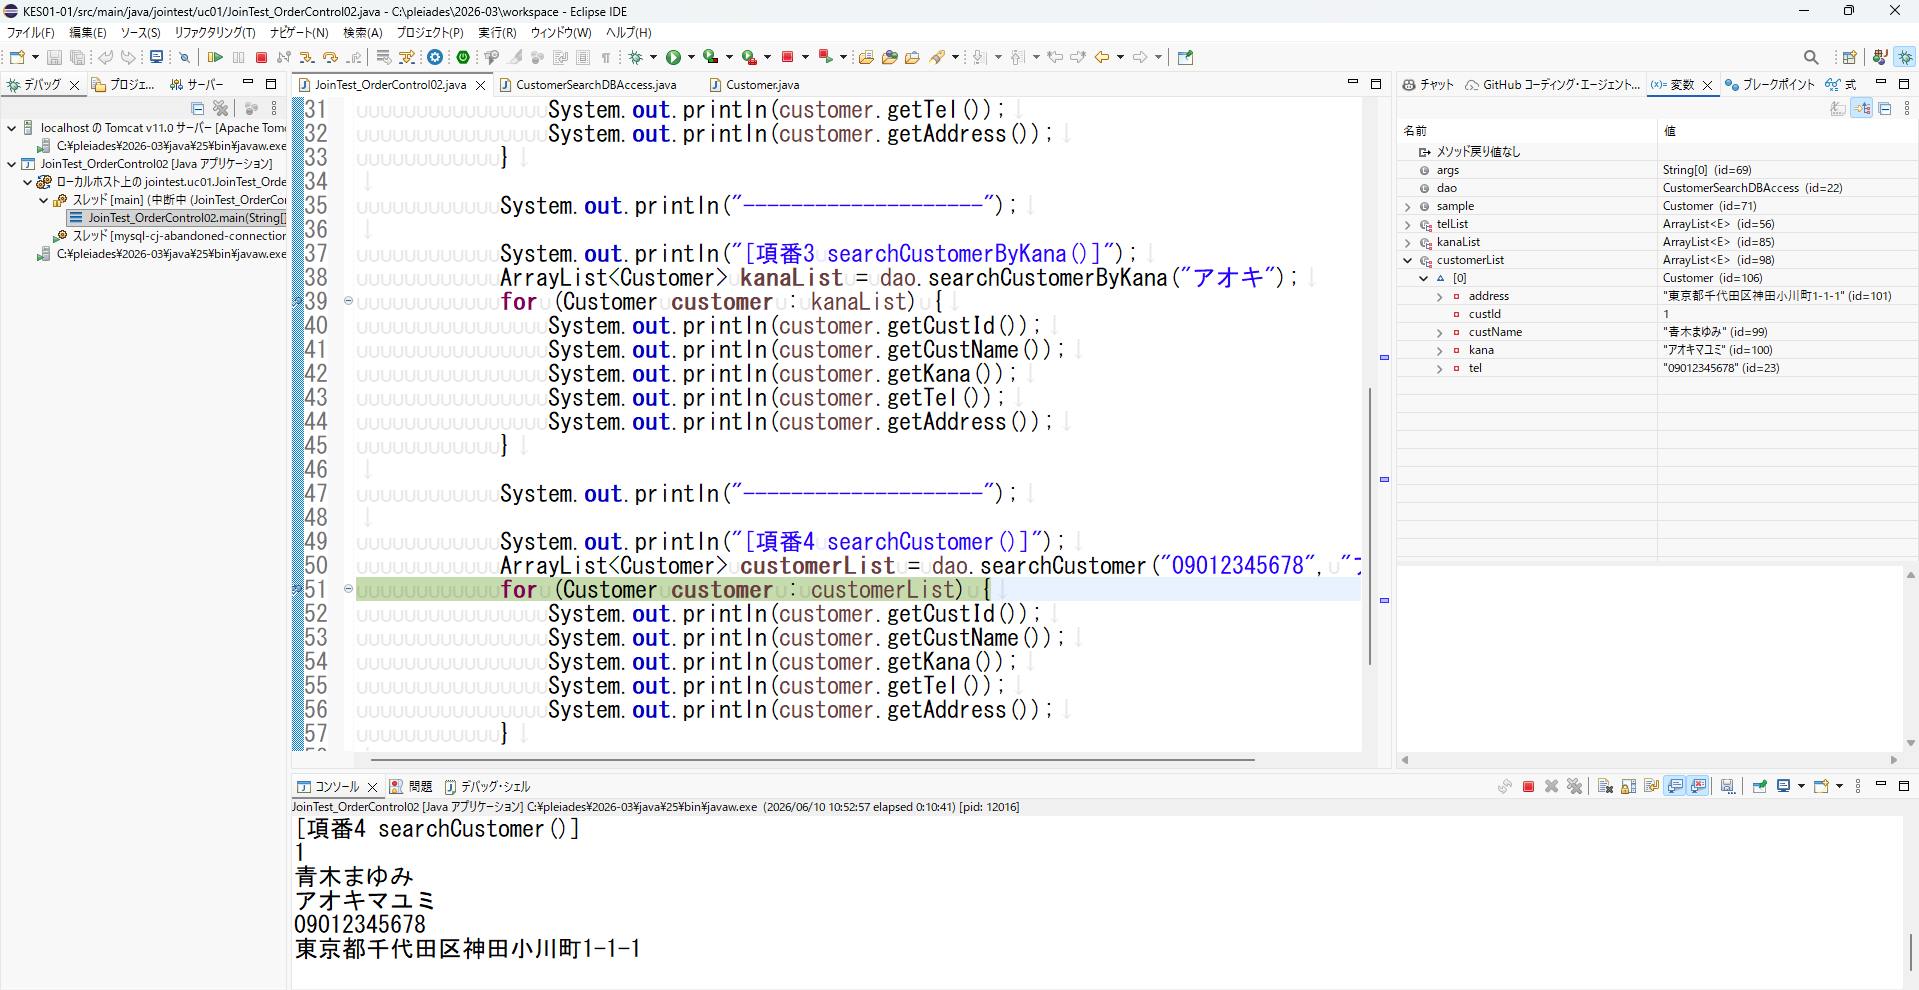 KES01-01/src/main/java/jointest/uc01/JoinTest_OrderControl02.java - C:\pleiades\2026-03\workspace - Eclipse IDE
ファイル(F) 編集(E) ソース(S) リファクタリング(T) ナビゲート(N) 検索(A) プロジェクト(P) 実行(R) ウィンドウ(W) ヘルプ(H)
デバッグ プロジェ... サーバー
localhost の Tomcat v11.0 サーバー [Apache Tom
C:¥pleiades¥2026-03¥java¥25¥bin¥javaw.exe
JoinTest_OrderControl02 [Java アプリケーション]
ローカルホスト上の jointest.uc01.JoinTest_Orde
スレッド [main] (中断中 (JoinTest_OrderCor
JoinTest_OrderControl02.main(String[]
スレッド [mysql-cj-abandoned-connection
C:¥pleiades¥2026-03¥java¥25¥bin¥javaw.exe
JoinTest_OrderControl02.java CustomerSearchDBAccess.java Customer.java
31 System.out.println(customer.getTel());
32 System.out.println(customer.getAddress());
33 }
34
35 System.out.println("--------------------");
36
37 System.out.println("[項番3 searchCustomerByKana()]");
38 ArrayList<Customer> kanaList = dao.searchCustomerByKana("アオキ");
39 for (Customer customer : kanaList) {
40 System.out.println(customer.getCustId());
41 System.out.println(customer.getCustName());
42 System.out.println(customer.getKana());
43 System.out.println(customer.getTel());
44 System.out.println(customer.getAddress());
45 }
46
47 System.out.println("--------------------");
48
49 System.out.println("[項番4 searchCustomer()]");
50 ArrayList<Customer> customerList = dao.searchCustomer("09012345678", "
51 for (Customer customer : customerList) {
52 System.out.println(customer.getCustId());
53 System.out.println(customer.getCustName());
54 System.out.println(customer.getKana());
55 System.out.println(customer.getTel());
56 System.out.println(customer.getAddress());
57 }
チャット GitHub コーディング・エージェント... (x)= 変数 ブレークポイント 式
名前 値
メソッド戻り値なし
args String[0] (id=69)
dao CustomerSearchDBAccess (id=22)
sample Customer (id=71)
telList ArrayList<E> (id=56)
kanaList ArrayList<E> (id=85)
customerList ArrayList<E> (id=98)
[0] Customer (id=106)
address "東京都千代田区神田小川町1-1-1" (id=101)
custId 1
custName "青木まゆみ" (id=99)
kana "アオキマユミ" (id=100)
tel "09012345678" (id=23)
コンソール 問題 デバッグ・シェル
JoinTest_OrderControl02 [Java アプリケーション] C:¥pleiades¥2026-03¥java¥25¥bin¥javaw.exe (2026/06/10 10:52:57 elapsed 0:10:41) [pid: 12016]
[項番4 searchCustomer()]
1
青木まゆみ
アオキマユミ
09012345678
東京都千代田区神田小川町1-1-1